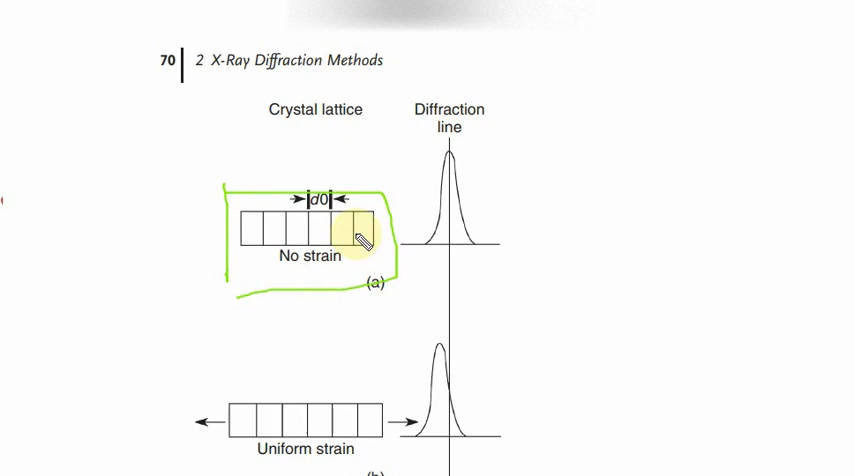 70 2 X-Ray Diffraction Methods
Crystal lattice
Diffraction
line
d0
No strain
(a)
Uniform strain